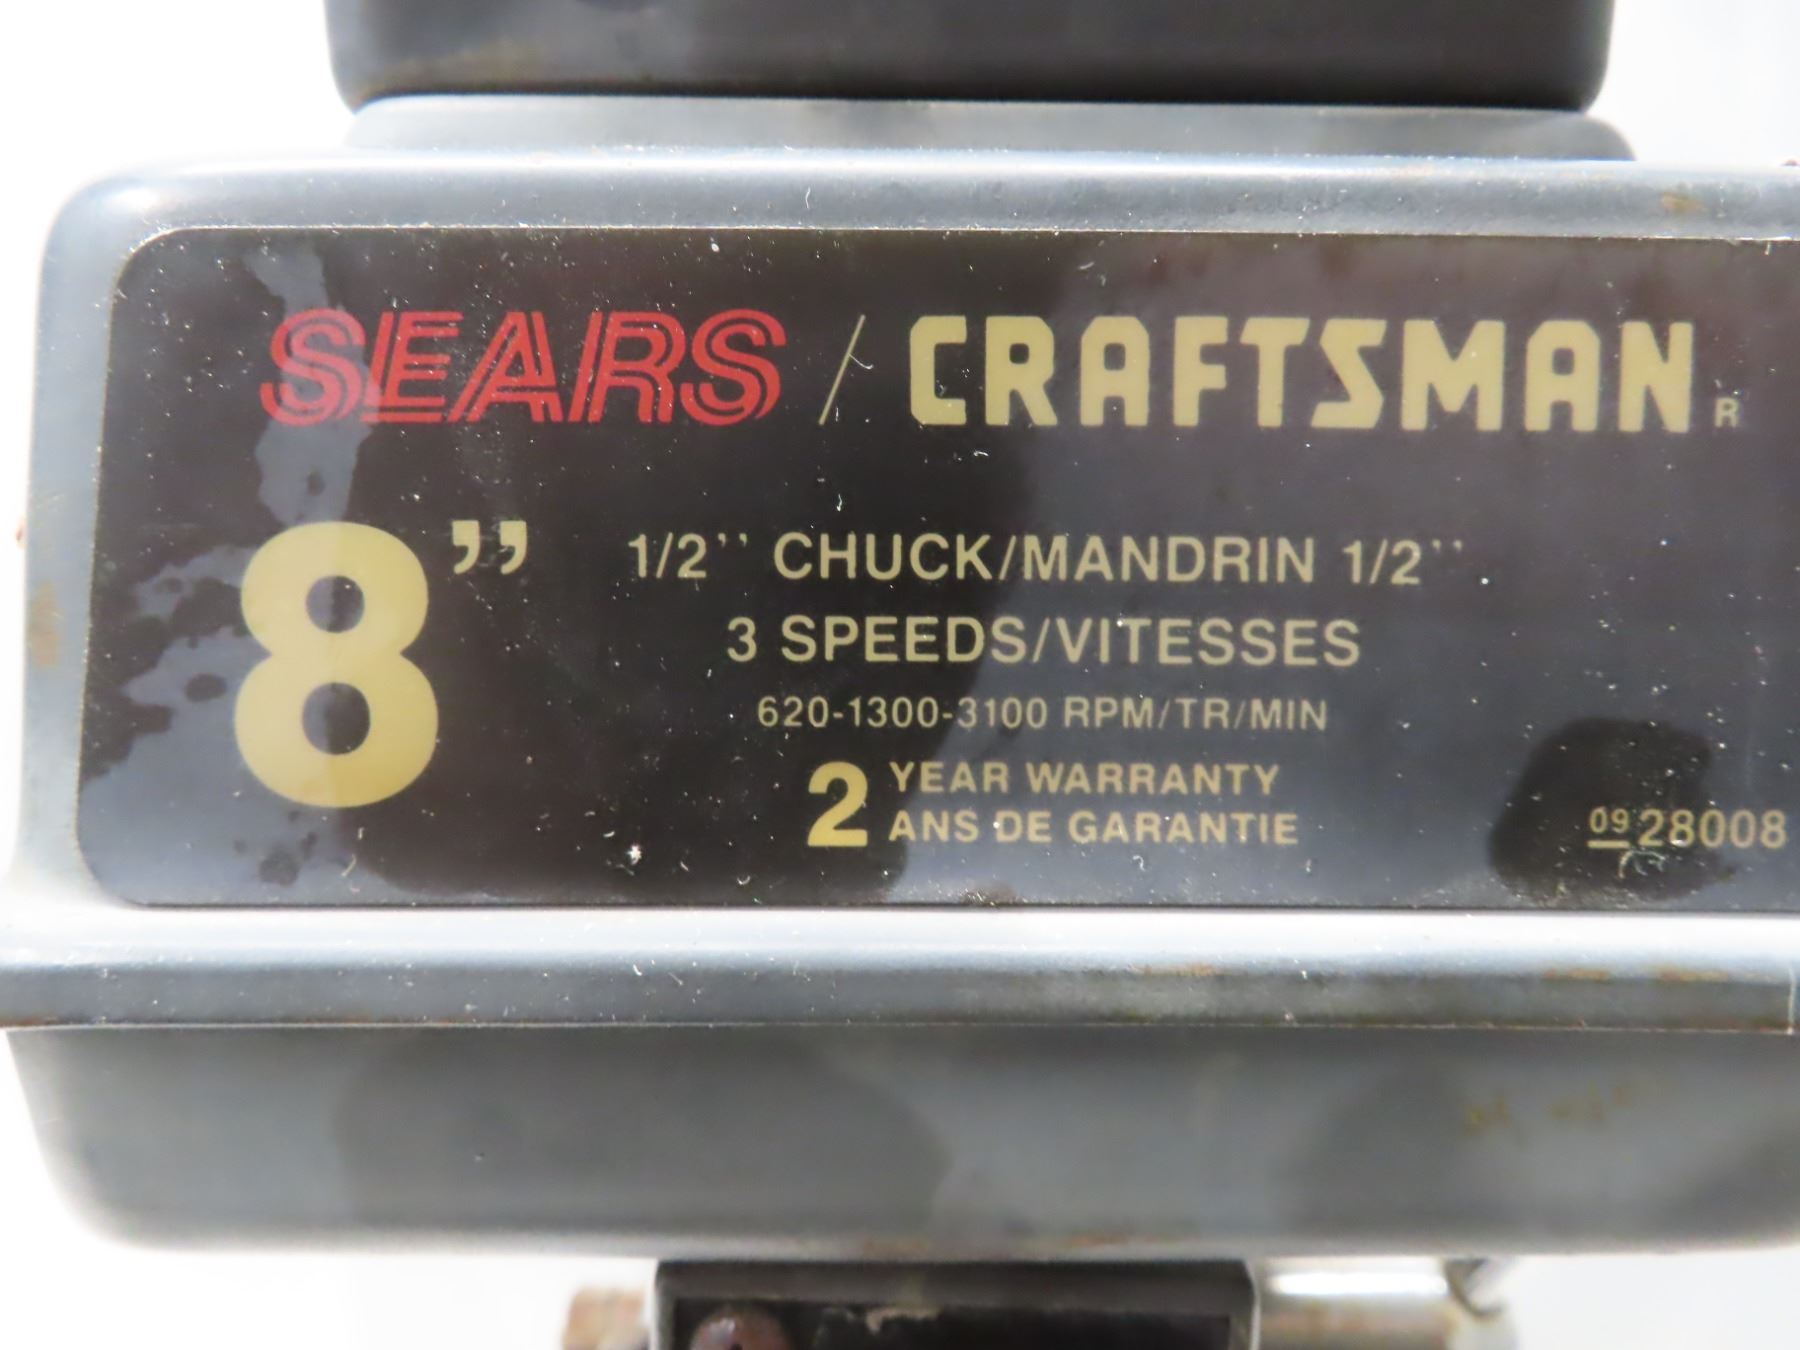 SEARS / CRAFTSMAN R
8” 1/2'' CHUCK/MANDRIN 1/2''
3 SPEEDS/VITESSES
620-1300-3100 RPM/TR/MIN
2 YEAR WARRANTY
ANS DE GARANTIE
09 28008